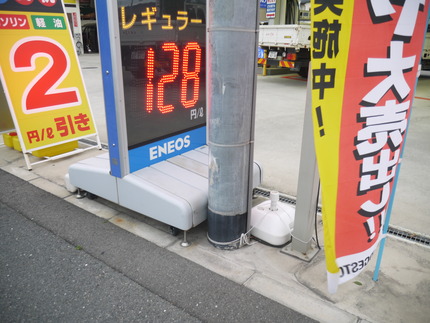 ガソリン 軽油
2
円/ℓ引き
レギュラー
128
円/ℓ
ENEOS
実施中!
大売出し!!